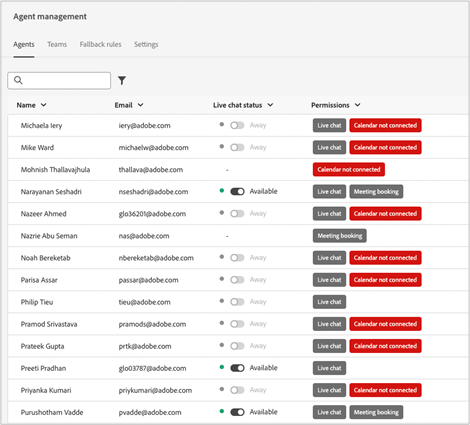 Agent management
Agents Teams Fallback rules Settings
Name Email Live chat status Permissions
Michaela Iery iery@adobe.com Away Live chat Calendar not connected
Mike Ward michaelw@adobe.com Away Live chat Calendar not connected
Mohnish Thallavajhula thallava@adobe.com - Calendar not connected
Narayanan Seshadri nseshadri@adobe.com Available Live chat Meeting booking
Nazeer Ahmed glo36201@adobe.com Away Live chat Calendar not connected
Nazrie Abu Seman nas@adobe.com - Meeting booking
Noah Bereketab nbereketab@adobe.com Away Live chat Calendar not connected
Parisa Assar passar@adobe.com Away Live chat Calendar not connected
Philip Tieu tieu@adobe.com Away Live chat
Pramod Srivastava pramods@adobe.com Away Live chat Calendar not connected
Prateek Gupta prtk@adobe.com Away Live chat Calendar not connected
Preeti Pradhan glo03787@adobe.com Available Live chat
Priyanka Kumari priykumari@adobe.com Away Live chat Calendar not connected
Purushotham Vadde pvadde@adobe.com Available Live chat Meeting booking